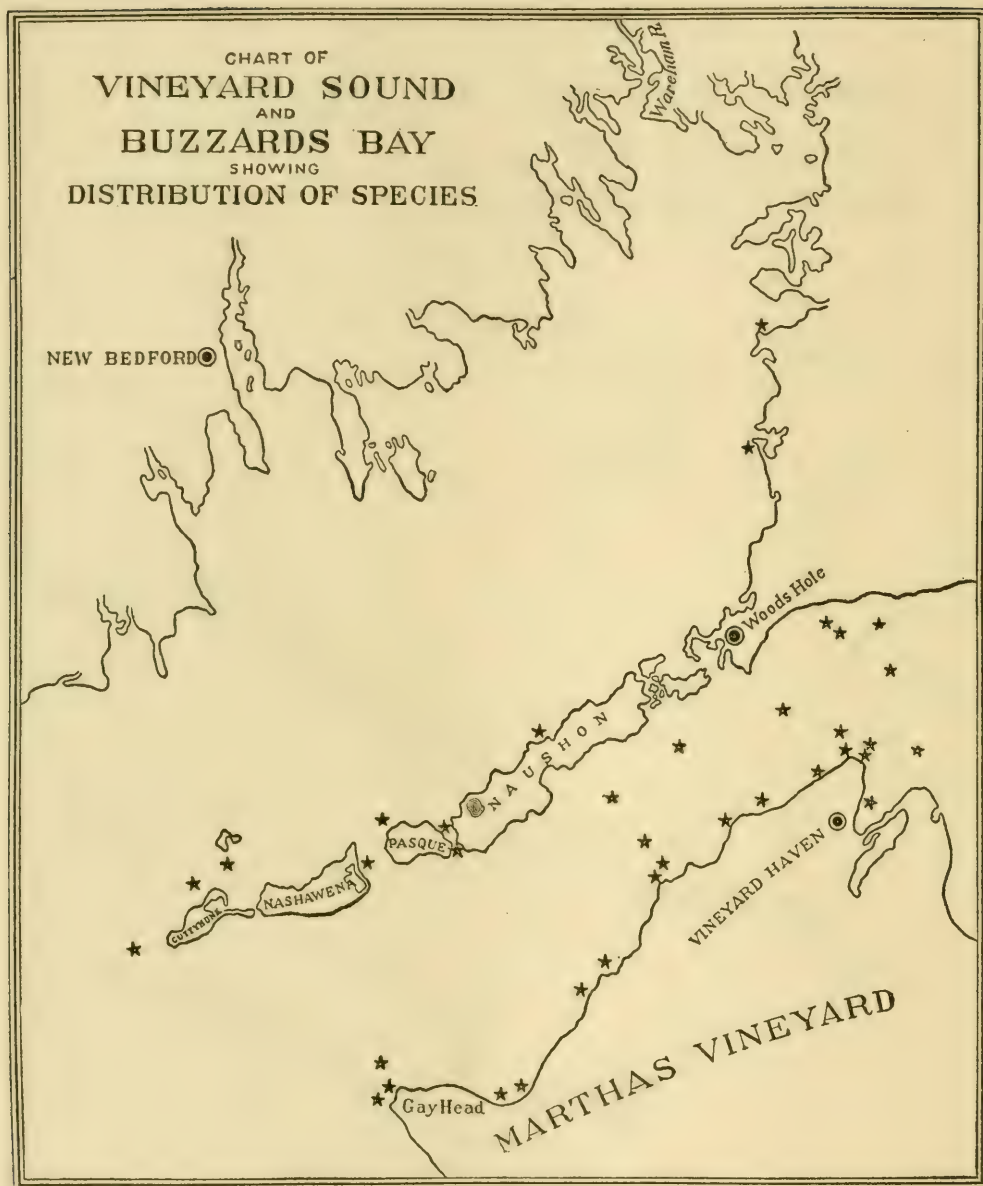 CHART OF
VINEYARD SOUND
AND
BUZZARDS BAY
SHOWING
DISTRIBUTION OF SPECIES
Wareham R.
NEW BEDFORD
Woods Hole
NAUSHON
PASQUE
NASHAWENA
CUTTYHUNK
VINEYARD HAVEN
MARTHAS VINEYARD
Gay Head